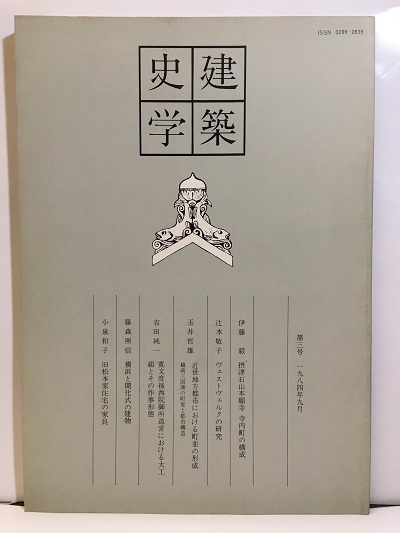 ISSN 0289-2839
建築
史学
第三号 一九八四年九月
伊藤 毅 摂津石山本願寺寺内町の構成
辻本敬子 ヴェストヴェルクの研究
玉井哲雄 近世地方都市における町並の形成
吉田純一 寛文度後西院御所造営における大工
組とその作事形態
藤森照信 横浜と開化式の建物
小泉和子 旧松本家住宅の家具